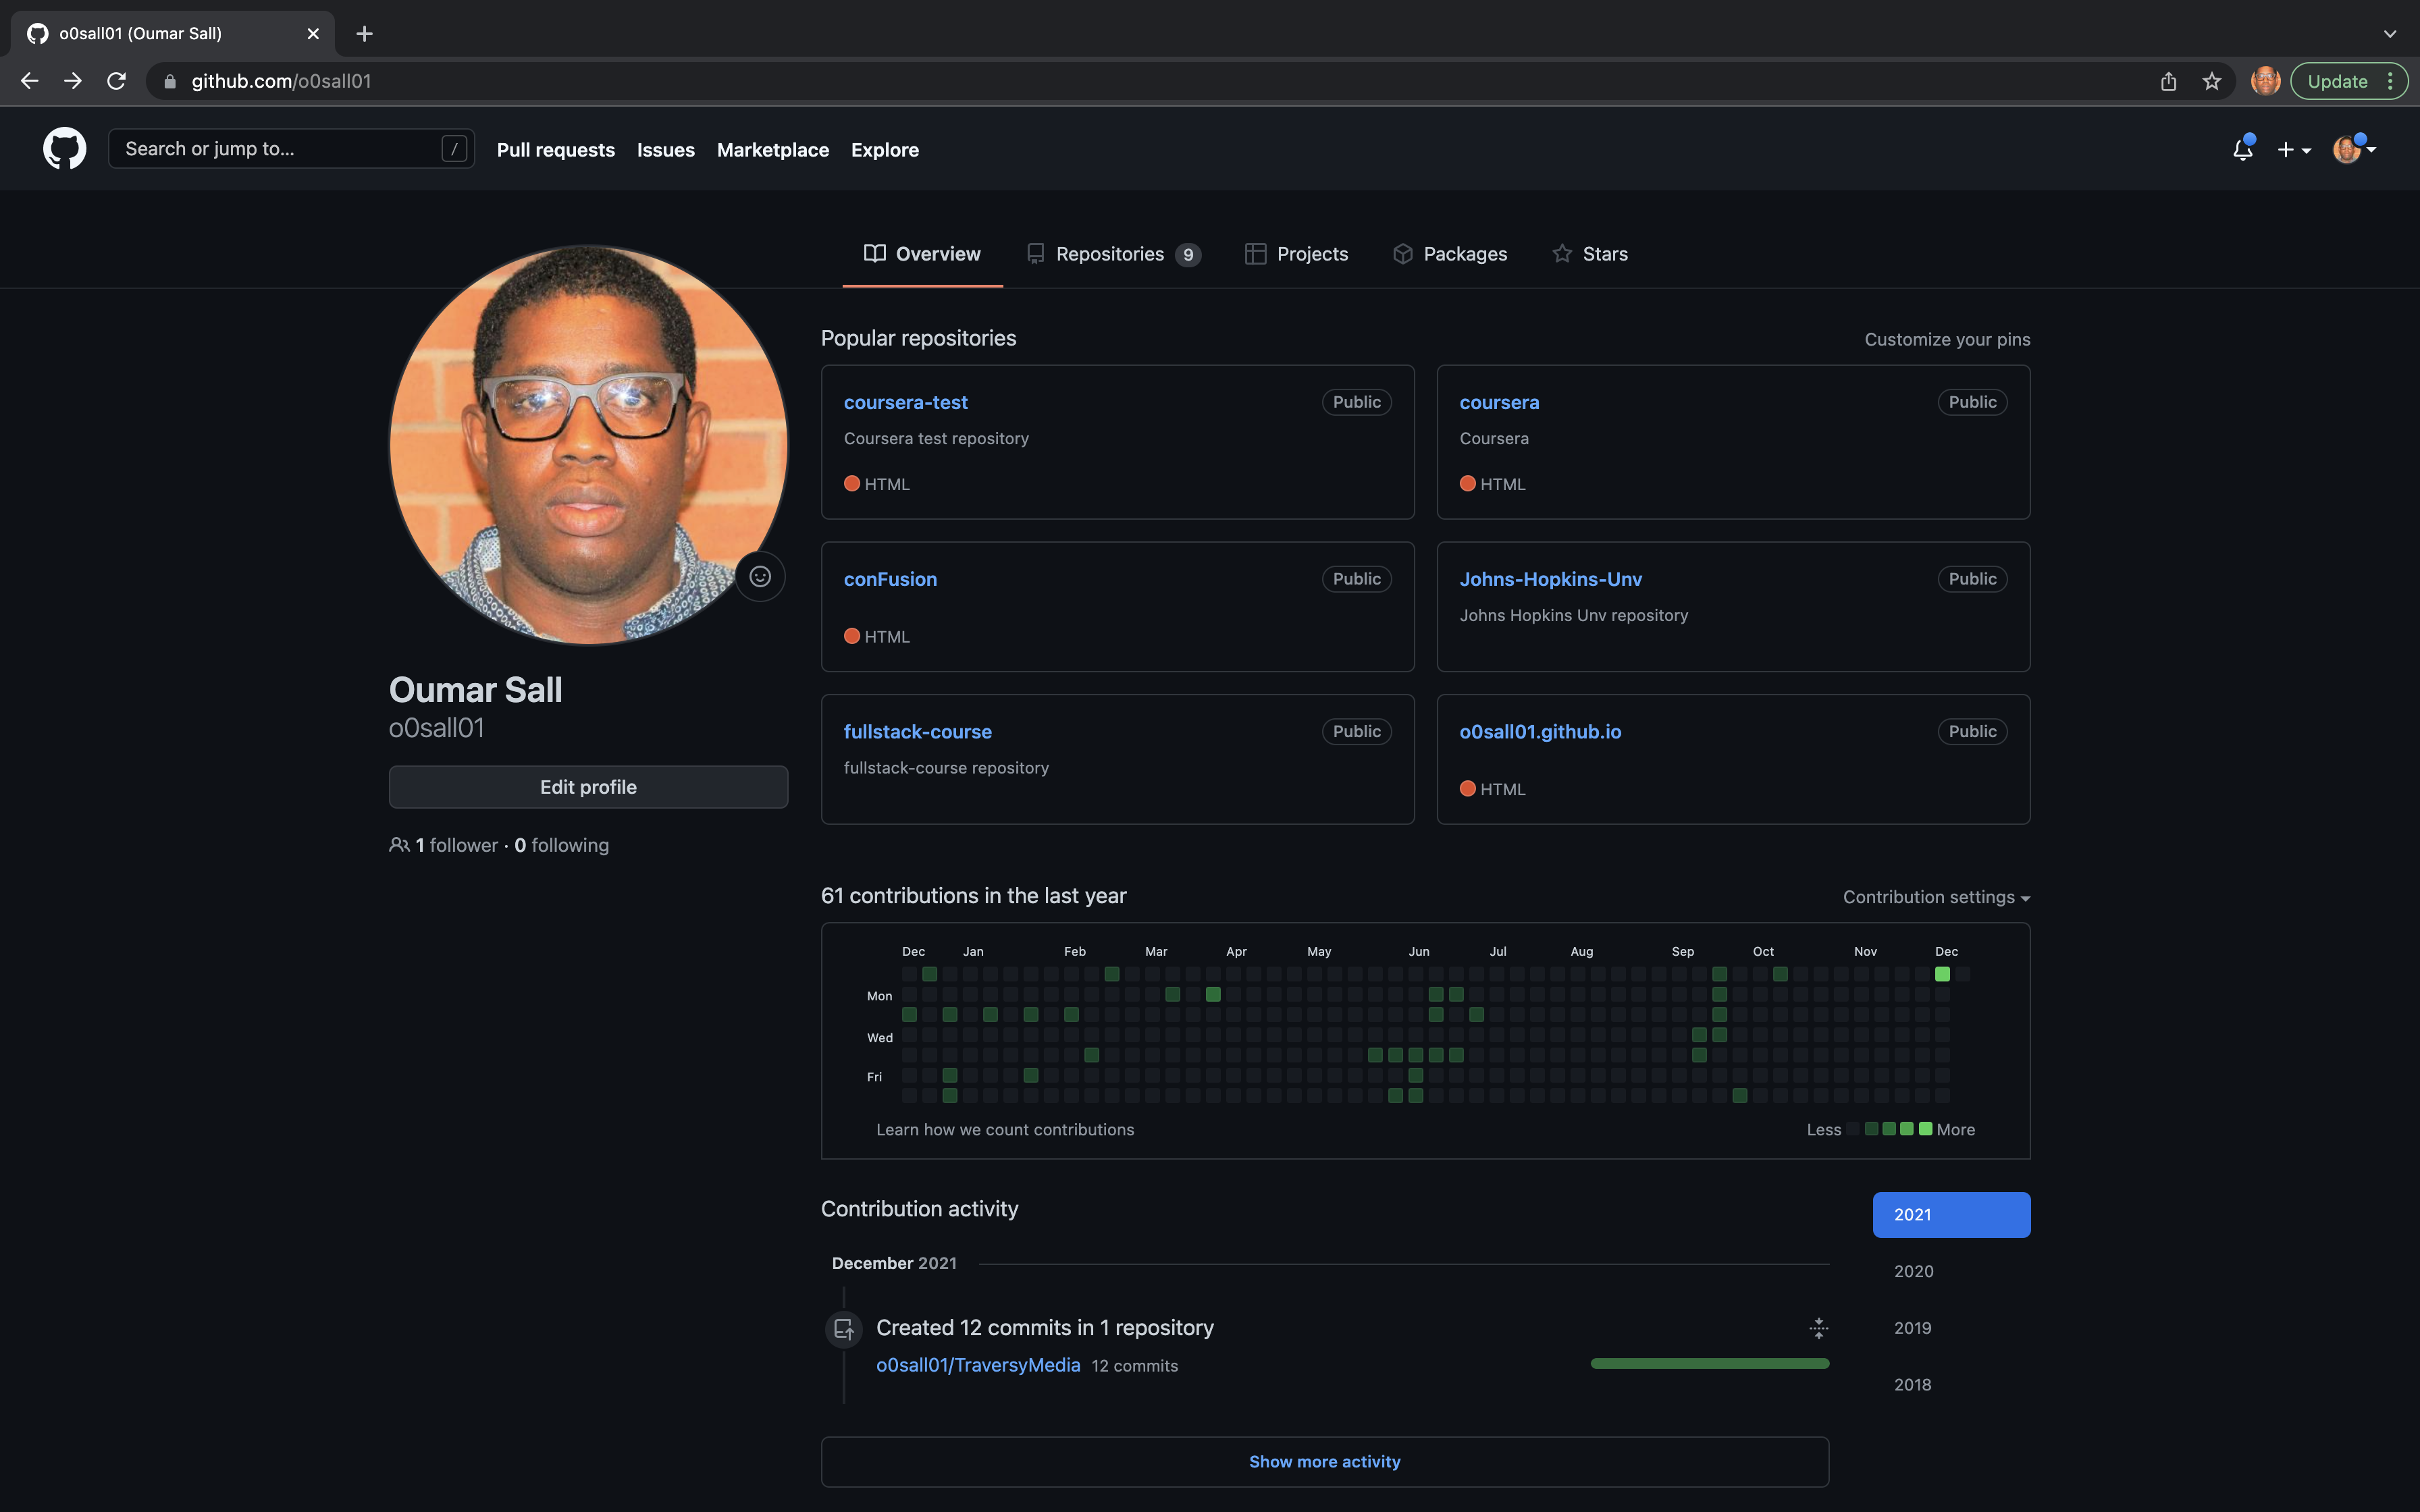 o0sall01 (Oumar Sall)
github.com/o0sall01
Update
Search or jump to... /
Pull requests Issues Marketplace Explore
Overview Repositories 9 Projects Packages Stars
Oumar Sall
o0sall01
Edit profile
1 follower · 0 following
Popular repositories
Customize your pins
coursera-test Public
Coursera test repository
HTML
coursera Public
Coursera
HTML
conFusion Public
HTML
Johns-Hopkins-Unv Public
Johns Hopkins Unv repository
fullstack-course Public
fullstack-course repository
o0sall01.github.io Public
HTML
61 contributions in the last year
Contribution settings
Dec Jan Feb Mar Apr May Jun Jul Aug Sep Oct Nov Dec
Mon
Wed
Fri
Learn how we count contributions
Less More
Contribution activity
December 2021
Created 12 commits in 1 repository
o0sall01/TraversyMedia 12 commits
Show more activity
2021
2020
2019
2018